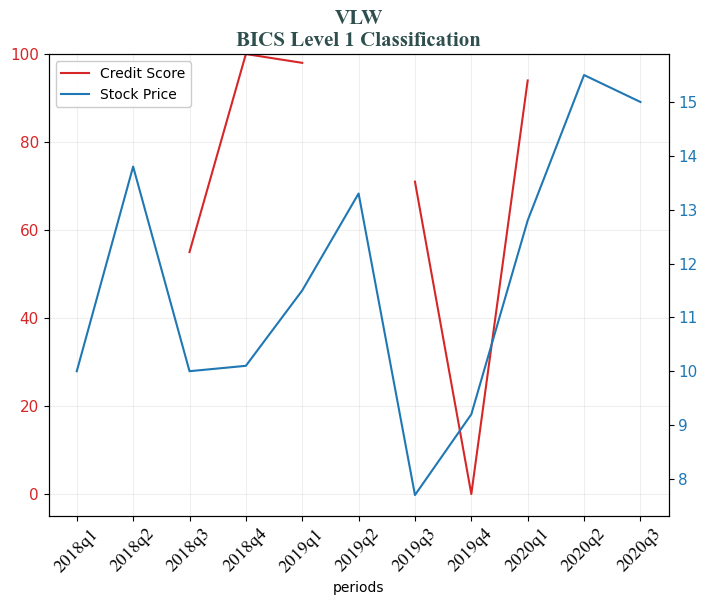 VLW
BICS Level 1 Classification
Credit Score
Stock Price
100
80
60
40
20
0
15
14
13
12
11
10
9
8
2018q1
2018q2
2018q3
2018q4
2019q1
2019q2
2019q3
2019q4
2020q1
2020q2
2020q3
periods